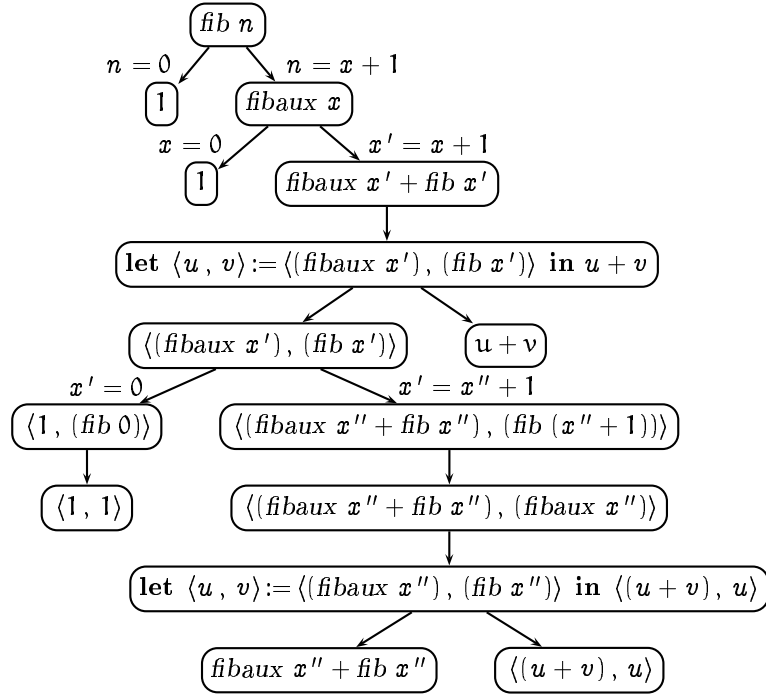 fib n
n = 0 n = x + 1
1 fibaux x
x = 0 x′ = x + 1
1 fibaux x′ + fib x′
let ⟨u , v⟩ := ⟨(fibaux x′) , (fib x′)⟩ in u + v
⟨(fibaux x′) , (fib x′)⟩ u + v
x′ = 0 x′ = x′′ + 1
⟨1 , (fib 0)⟩ ⟨(fibaux x′′ + fib x′′) , (fib (x′′ + 1))⟩
⟨1 , 1⟩ ⟨(fibaux x′′ + fib x′′) , (fibaux x′′)⟩
let ⟨u , v⟩ := ⟨(fibaux x′′) , (fib x′′)⟩ in ⟨(u + v) , u⟩
fibaux x′′ + fib x′′ ⟨(u + v) , u⟩